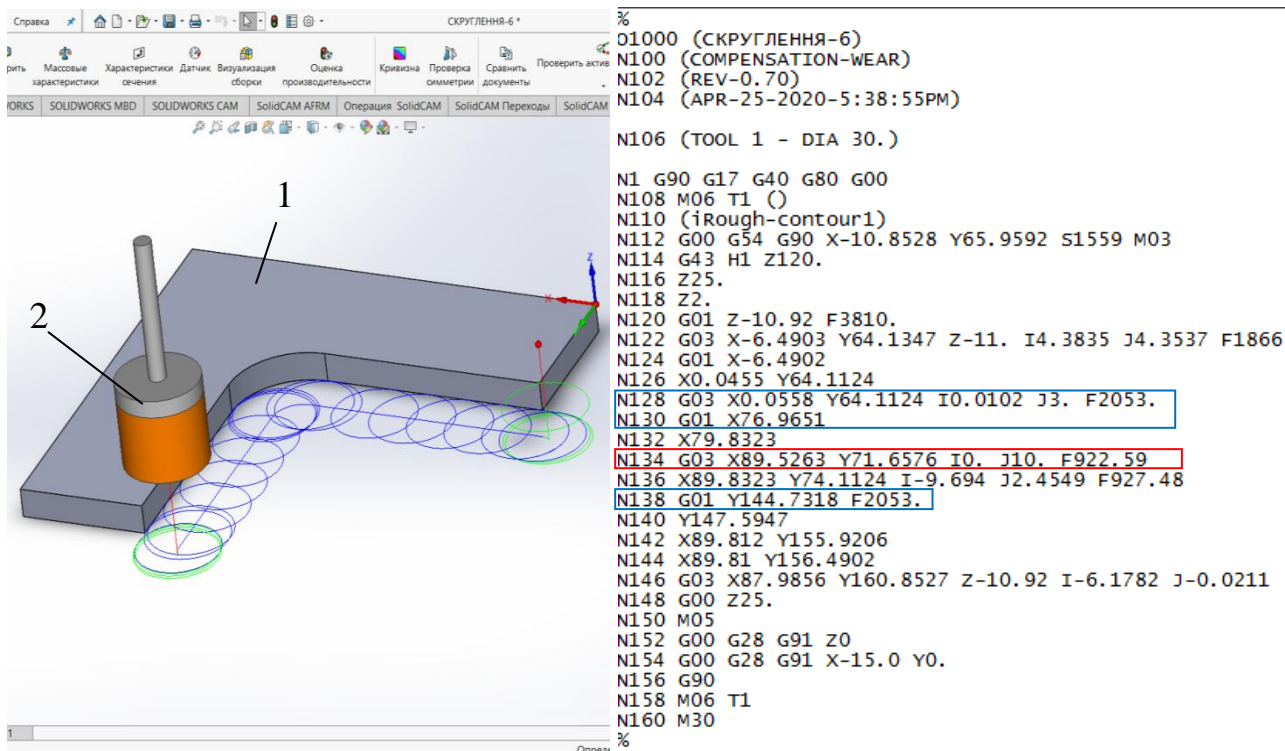 Справка
СКРУГЛЕННЯ-6 *
Массовые характеристики
Характеристики сечения
Датчик
Визуализация сборки
Оценка производительности
Кривизна
Проверка симметрии
Сравнить документы
SOLIDWORKS MBD
SOLIDWORKS CAM
SolidCAM AFRM
Операция SolidCAM
SolidCAM Переходы
SolidCAM
1
2
Z
X
1
%
O1000 (СКРУГЛЕННЯ-6)
N100 (COMPENSATION-WEAR)
N102 (REV-0.70)
N104 (APR-25-2020-5:38:55PM)
N106 (TOOL 1 - DIA 30.)
N1 G90 G17 G40 G80 G00
N108 M06 T1 ()
N110 (iRough-contour1)
N112 G00 G54 G90 X-10.8528 Y65.9592 S1559 M03
N114 G43 H1 Z120.
N116 Z25.
N118 Z2.
N120 G01 Z-10.92 F3810.
N122 G03 X-6.4903 Y64.1347 Z-11. I4.3835 J4.3537 F1866
N124 G01 X-6.4902
N126 X0.0455 Y64.1124
N128 G03 X0.0558 Y64.1124 I0.0102 J3. F2053.
N130 G01 X76.9651
N132 X79.8323
N134 G03 X89.5263 Y71.6576 I0. J10. F922.59
N136 X89.8323 Y74.1124 I-9.694 J2.4549 F927.48
N138 G01 Y144.7318 F2053.
N140 Y147.5947
N142 X89.812 Y155.9206
N144 X89.81 Y156.4902
N146 G03 X87.9856 Y160.8527 Z-10.92 I-6.1782 J-0.0211
N148 G00 Z25.
N150 M05
N152 G00 G28 G91 Z0
N154 G00 G28 G91 X-15.0 Y0.
N156 G90
N158 M06 T1
N160 M30
%